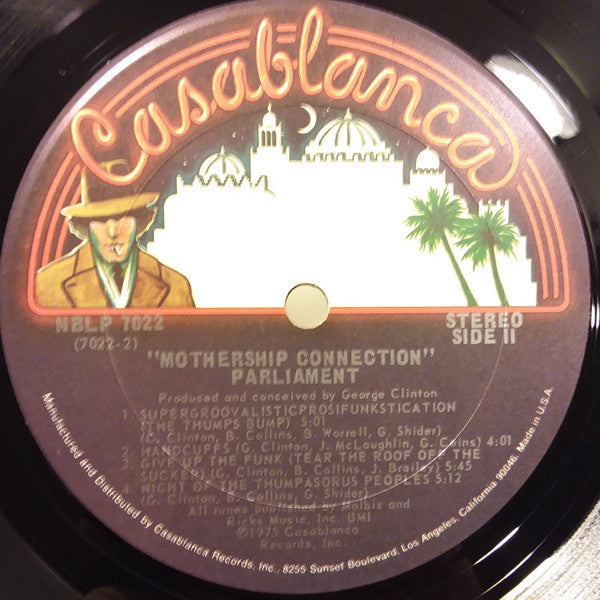 Casablanca
NBLP 7022
(7022-2)
STEREO
SIDE II
"MOTHERSHIP CONNECTION"
PARLIAMENT
Produced and conceived by George Clinton
1. SUPERGROOVALISTICPROSIFUNKSTICATION
(THE THUMPS BUMP) 5:01
(G. Clinton, B. Collins, B. Worrell, G. Shider)
2. HANDCUFFS (G. Clinton, J. McLaughlin, G. Coins) 4:01
3. GIVE UP THE FUNK (TEAR THE ROOF OFF THE
SUCKER) (G. Clinton, B. Collins, J. Brailey) 5:45
4. NIGHT OF THE THUMPASORUS PEOPLES 5:12
(G. Clinton, B. Collins, G. Shider)
All tunes published by Malbiz and
Ricks Music, Inc. BMI
©1975 Casablanca
Records, Inc.
Manufactured and Distributed by Casablanca Records, Inc., 8255 Sunset Boulevard, Los Angeles, California 90046, Made in U.S.A.